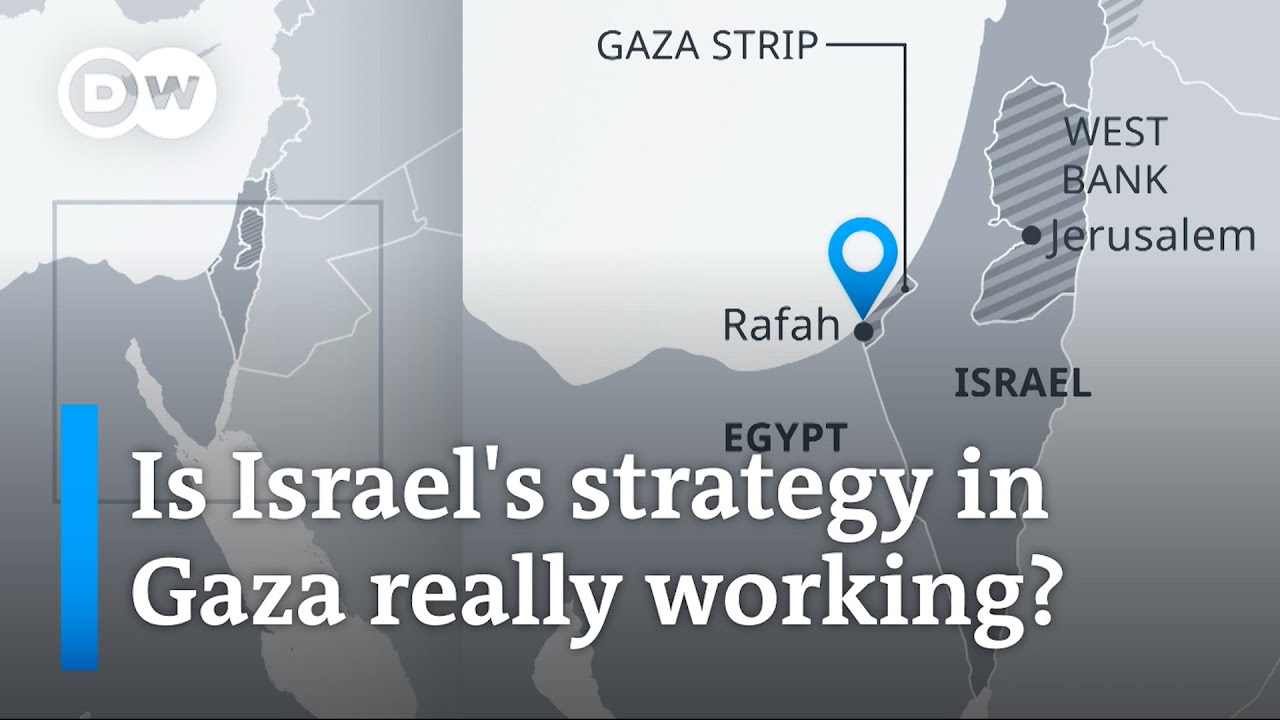 DW
GAZA STRIP
WEST
BANK
Jerusalem
Rafah
ISRAEL
EGYPT
Is Israel's strategy in
Gaza really working?